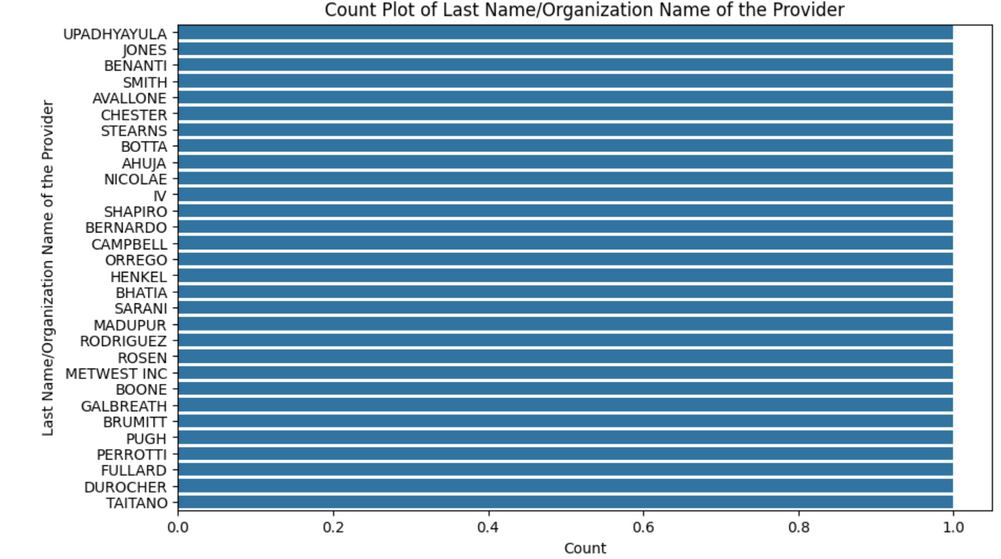 Count Plot of Last Name/Organization Name of the Provider
Last Name/Organization Name of the Provider
UPADHYAYULA
JONES
BENANTI
SMITH
AVALLONE
CHESTER
STEARNS
BOTTA
AHUJA
NICOLAE
IV
SHAPIRO
BERNARDO
CAMPBELL
ORREGO
HENKEL
BHATIA
SARANI
MADUPUR
RODRIGUEZ
ROSEN
METWEST INC
BOONE
GALBREATH
BRUMITT
PUGH
PERROTTI
FULLARD
DUROCHER
TAITANO
0.0 0.2 0.4 0.6 0.8 1.0
Count